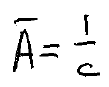 Ā = 1/c